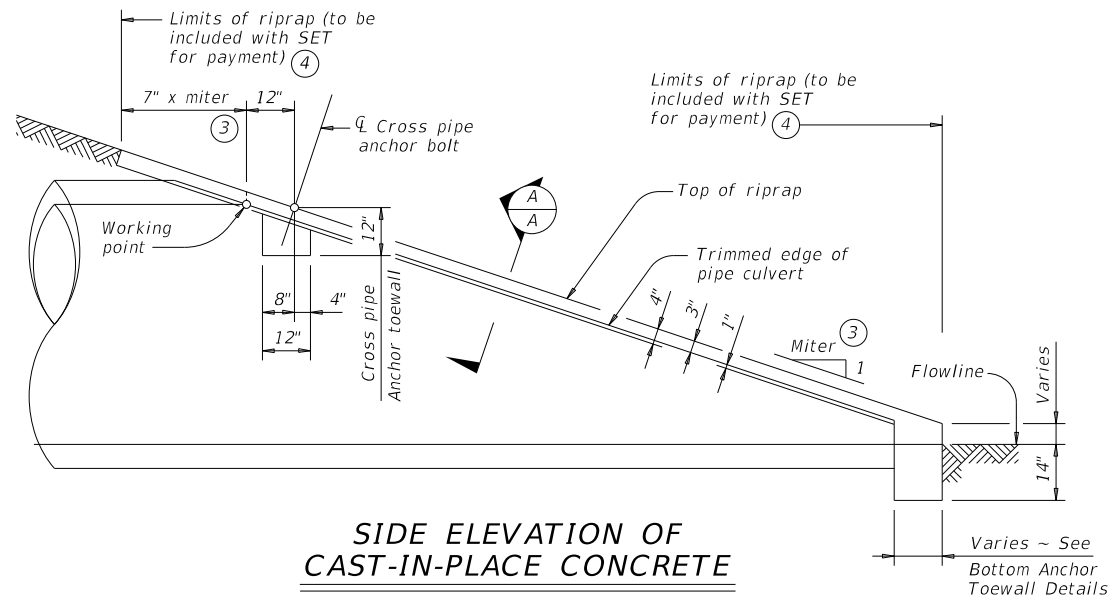 Limits of riprap (to be
included with SET
for payment) 4
7" x miter
12"
3
℄ Cross pipe
anchor bolt
Limits of riprap (to be
included with SET
for payment) 4
Working
point
12"
Cross pipe
Anchor toewall
8"
4"
12"
A
A
Top of riprap
Trimmed edge of
pipe culvert
4"
3"
1"
Miter 3
1
Flowline
Varies
14"
Varies ~ See
Bottom Anchor
Toewall Details
SIDE ELEVATION OF
CAST-IN-PLACE CONCRETE